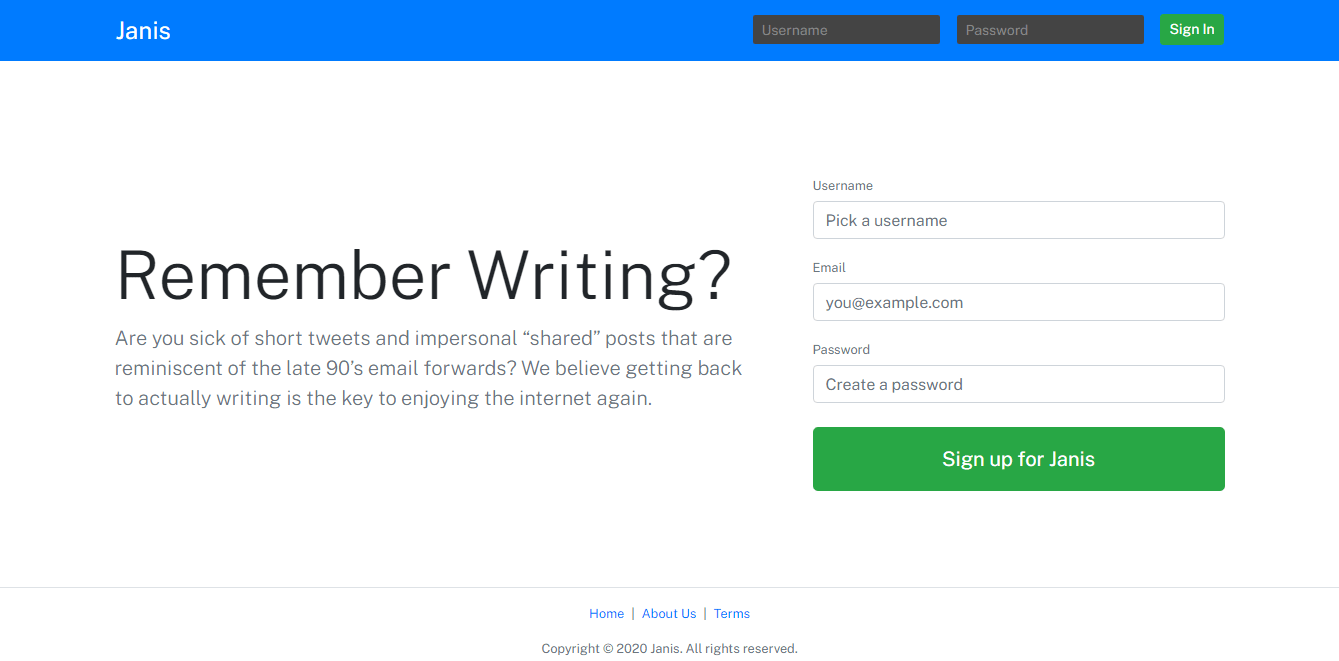 Janis
Username
Password
Sign In
Remember Writing?
Are you sick of short tweets and impersonal “shared” posts that are
reminiscent of the late 90’s email forwards? We believe getting back
to actually writing is the key to enjoying the internet again.
Username
Pick a username
Email
you@example.com
Password
Create a password
Sign up for Janis
Home | About Us | Terms
Copyright © 2020 Janis. All rights reserved.